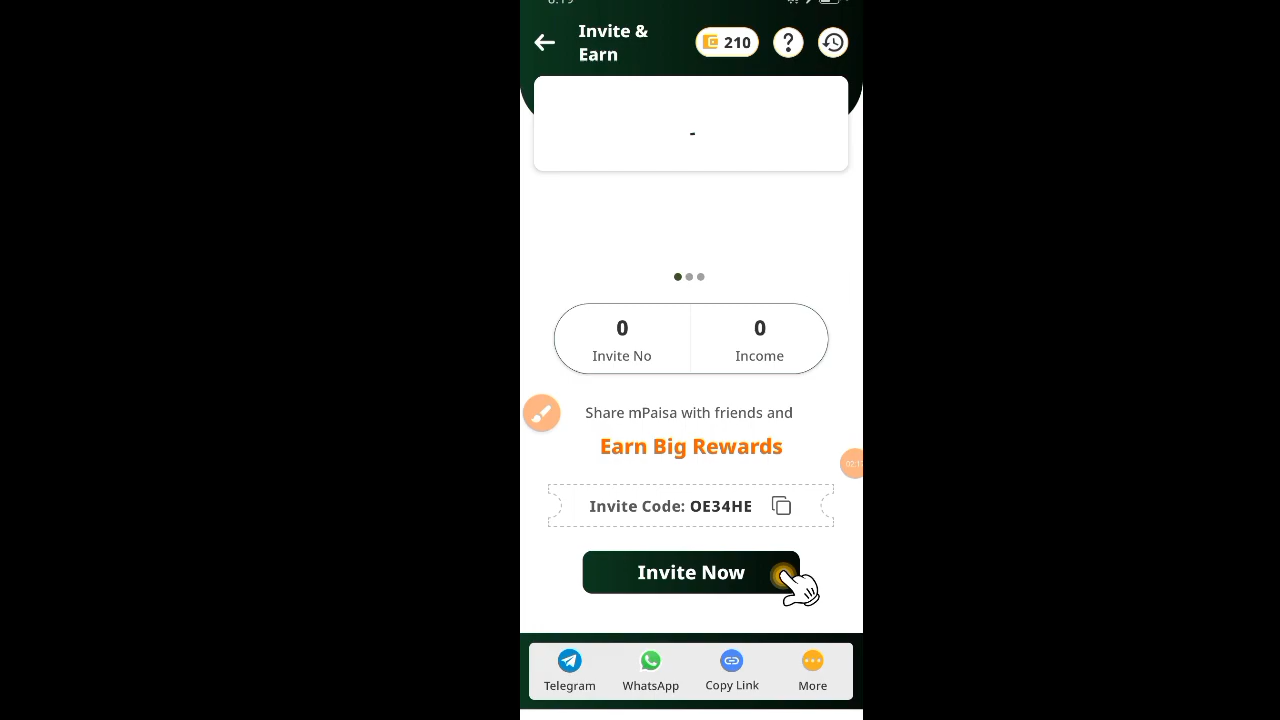 Invite &
Earn
210
-
0
0
Invite No
Income
Share mPaisa with friends and
Earn Big Rewards
Invite Code: OE34HE
Invite Now
Telegram
WhatsApp
Copy Link
More